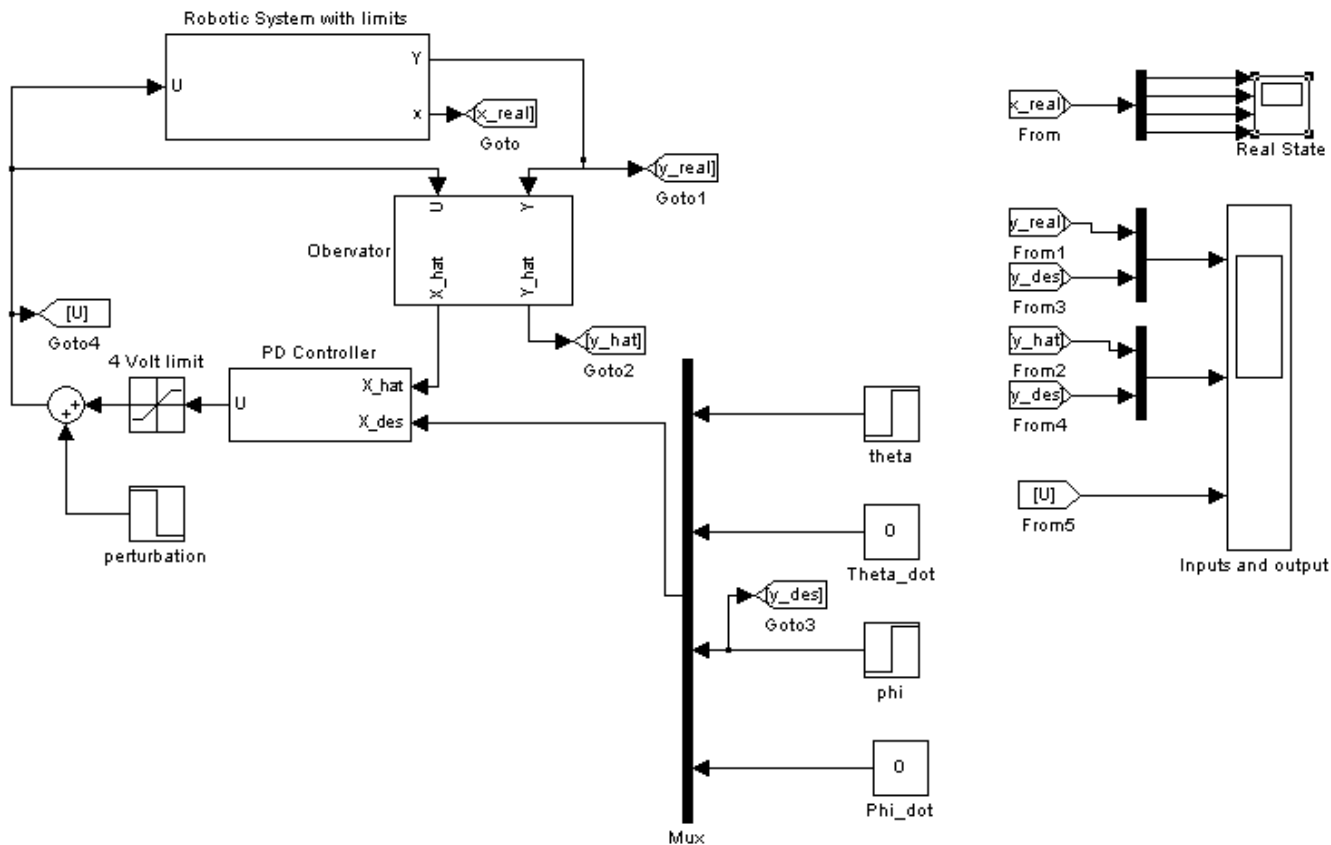 Robotic System with limits
U
Y
x
[x_real]
Goto
[y_real]
Goto1
U
Y
Obervator
X_hat
Y_hat
[U]
Goto4
[y_hat]
Goto2
4 Volt limit
PD Controller
X_hat
U
X_des
+
+
perturbation
theta
0
Theta_dot
[y_des]
Goto3
phi
0
Phi_dot
Mux
x_real]
From
Real State
y_real]
From1
y_des]
From3
y_hat]
From2
y_des]
From4
[U]
From5
Inputs and output